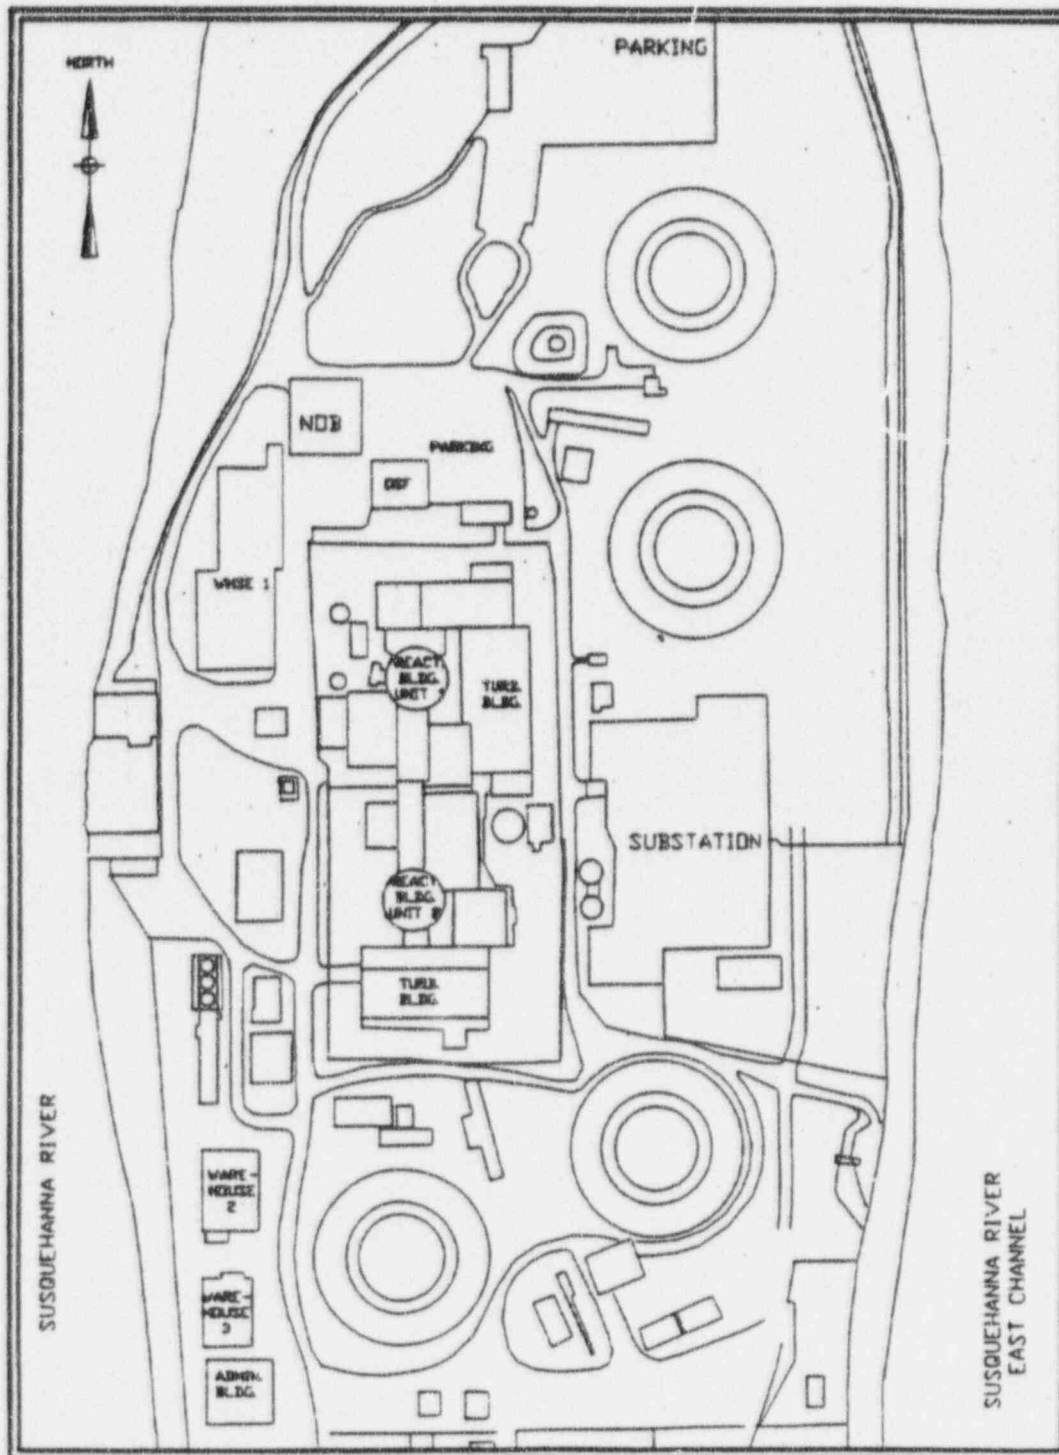 PARKING
NORTH
NOB
PARKING
OSF
WHSE 1
REACT.
BLDG.
UNIT 1
TURB.
BLDG.
SUBSTATION
REACT.
BLDG.
UNIT 2
TURB.
BLDG.
SUSQUEHANNA RIVER
WARE-
HOUSE
2
WARE-
HOUSE
3
ADMIN.
BLDG.
SUSQUEHANNA RIVER
EAST CHANNEL